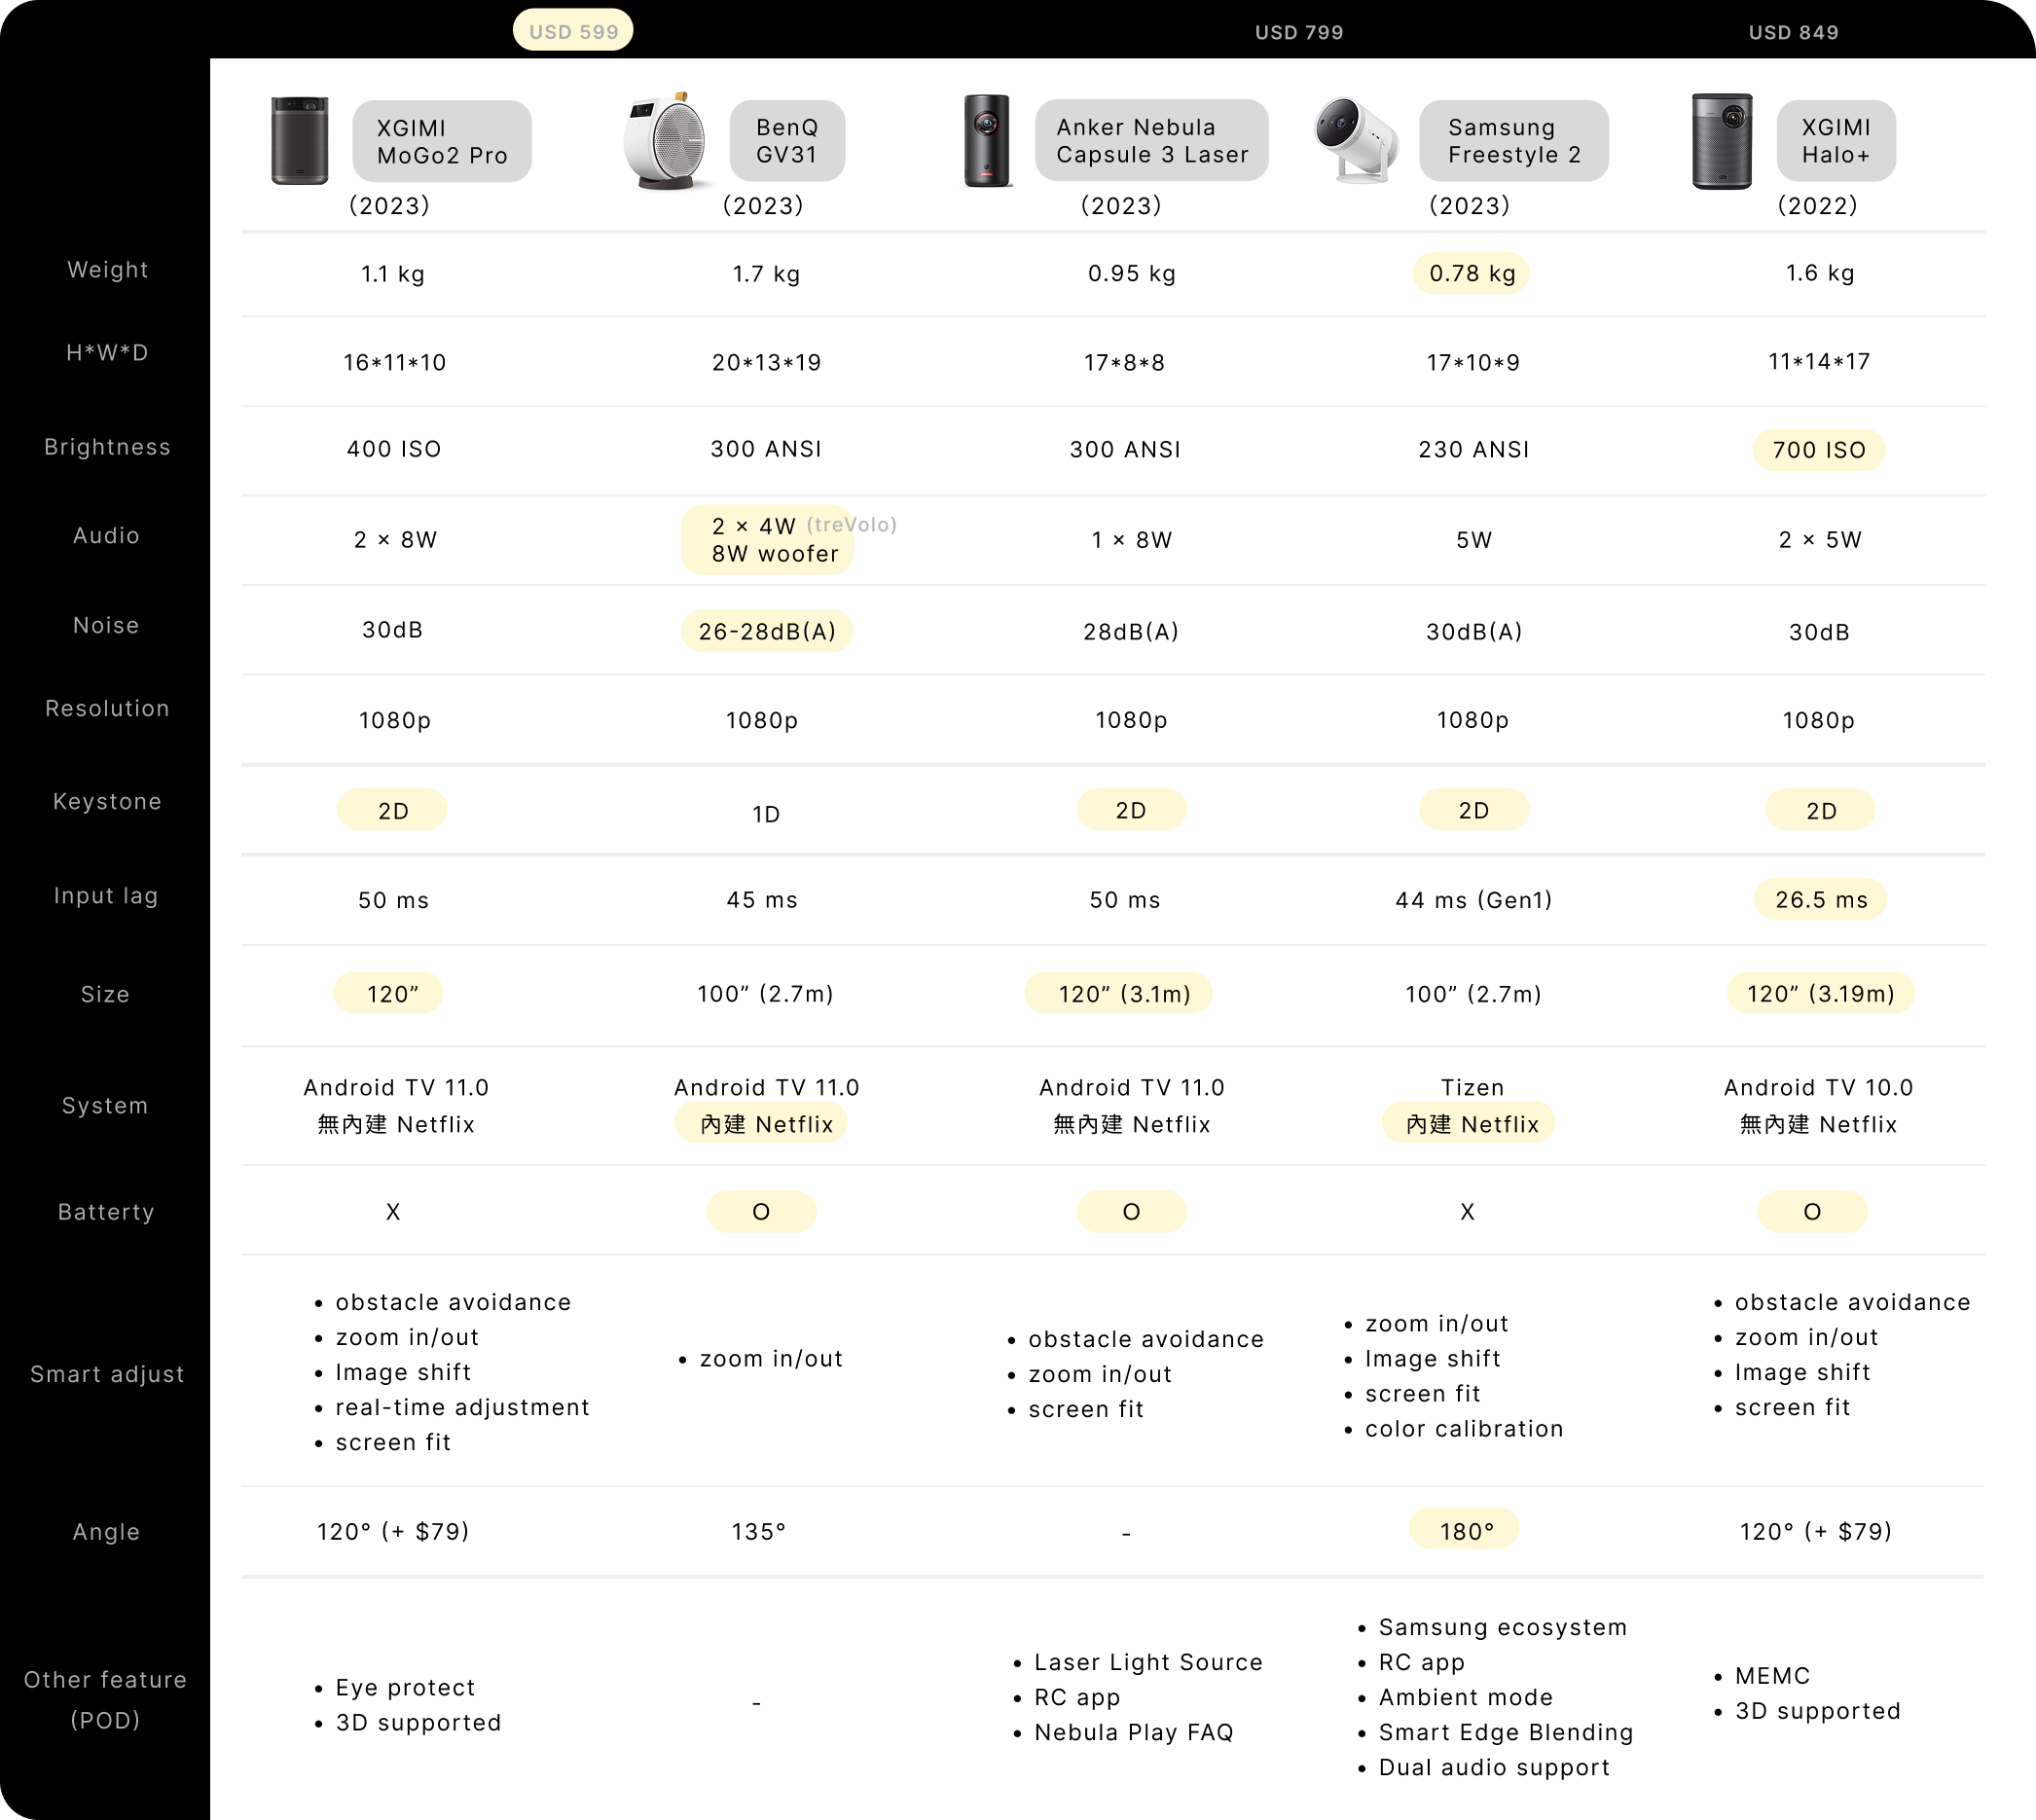 USD 599
USD 799
USD 849
XGIMI
MoGo2 Pro
(2023)
BenQ
GV31
(2023)
Anker Nebula
Capsule 3 Laser
(2023)
Samsung
Freestyle 2
(2023)
XGIMI
Halo+
(2022)
Weight
1.1 kg
1.7 kg
0.95 kg
0.78 kg
1.6 kg
H*W*D
16*11*10
20*13*19
17*8*8
17*10*9
11*14*17
Brightness
400 ISO
300 ANSI
300 ANSI
230 ANSI
700 ISO
Audio
2 × 8W
2 × 4W (treVolo)
8W woofer
1 × 8W
5W
2 × 5W
Noise
30dB
26-28dB(A)
28dB(A)
30dB(A)
30dB
Resolution
1080p
1080p
1080p
1080p
1080p
Keystone
2D
1D
2D
2D
2D
Input lag
50 ms
45 ms
50 ms
44 ms (Gen1)
26.5 ms
Size
120”
100” (2.7m)
120” (3.1m)
100” (2.7m)
120” (3.19m)
System
Android TV 11.0
無內建 Netflix
Android TV 11.0
內建 Netflix
Android TV 11.0
無內建 Netflix
Tizen
內建 Netflix
Android TV 10.0
無內建 Netflix
Batterty
X
O
O
X
O
Smart adjust
• obstacle avoidance
• zoom in/out
• Image shift
• real-time adjustment
• screen fit
• zoom in/out
• obstacle avoidance
• zoom in/out
• screen fit
• zoom in/out
• Image shift
• screen fit
• color calibration
• obstacle avoidance
• zoom in/out
• Image shift
• screen fit
Angle
120° (+ $79)
135°
-
180°
120° (+ $79)
Other feature
(POD)
• Eye protect
• 3D supported
-
• Laser Light Source
• RC app
• Nebula Play FAQ
• Samsung ecosystem
• RC app
• Ambient mode
• Smart Edge Blending
• Dual audio support
• MEMC
• 3D supported